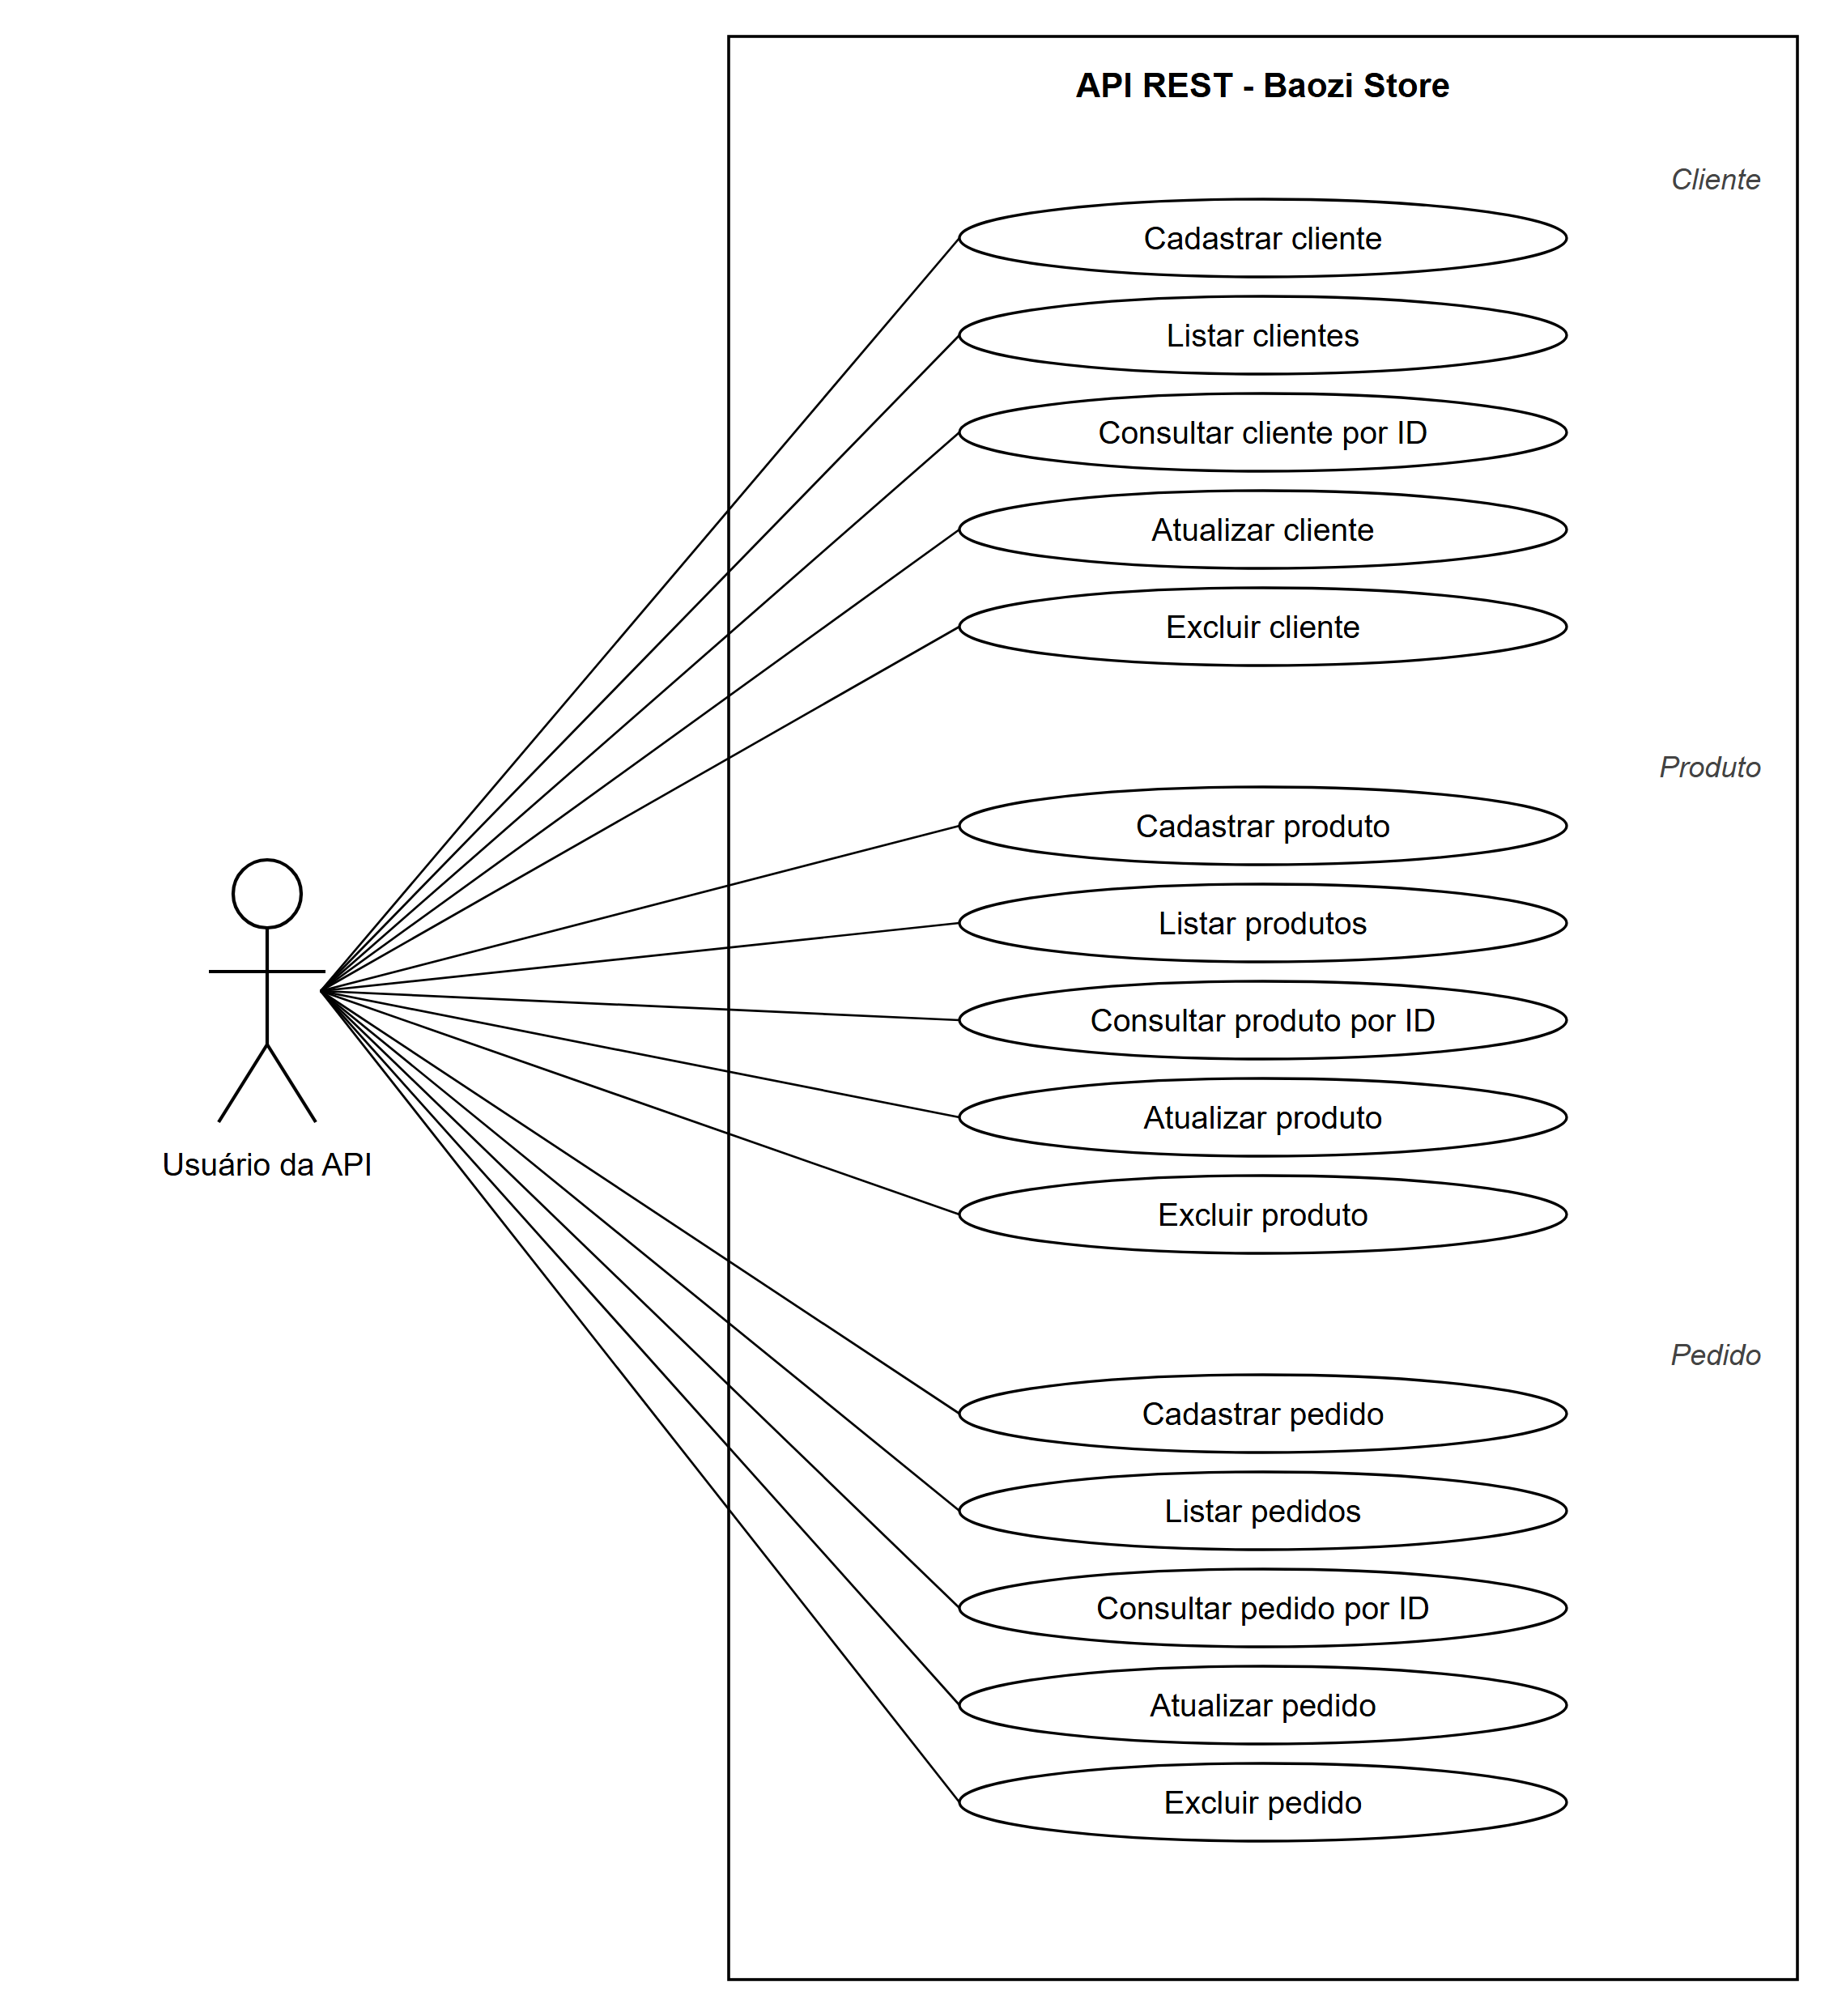 API REST - Baozi Store
Cliente
Cadastrar cliente
Listar clientes
Consultar cliente por ID
Atualizar cliente
Excluir cliente
Produto
Cadastrar produto
Listar produtos
Consultar produto por ID
Atualizar produto
Excluir produto
Usuário da API
Pedido
Cadastrar pedido
Listar pedidos
Consultar pedido por ID
Atualizar pedido
Excluir pedido